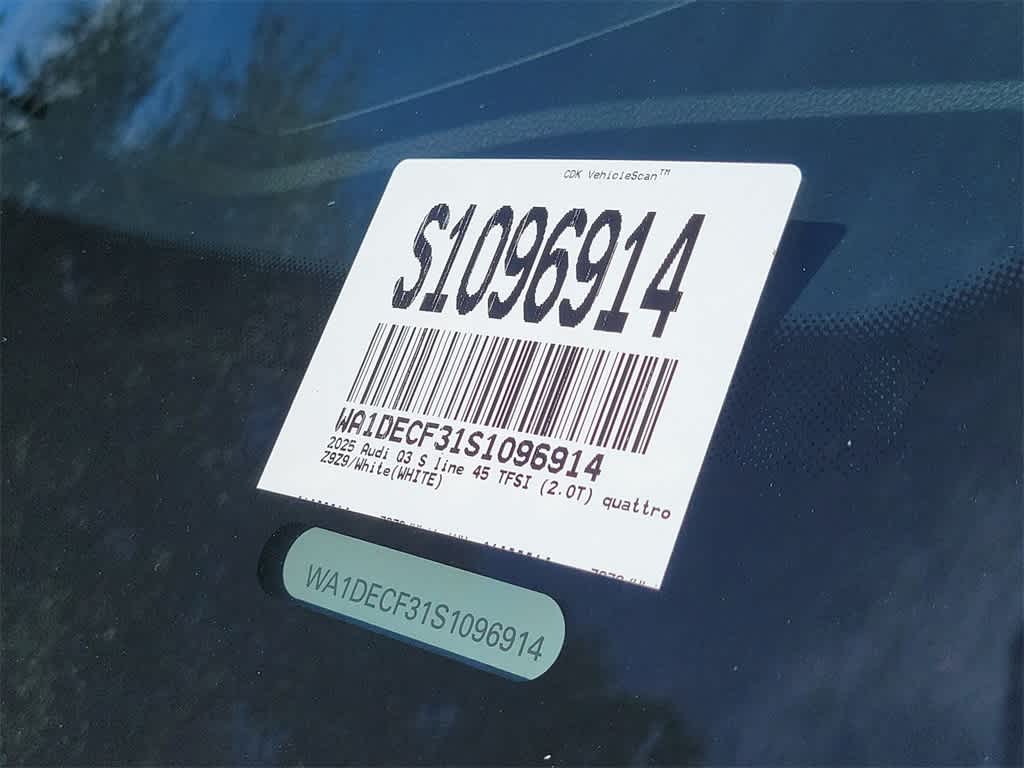 CDK VehicleScan™
S1096914
WA1DECF31S1096914
2025 Audi Q3 S line 45 TFSI (2.0T) quattro
Z9Z9/White(WHITE)
WA1DECF31S1096914